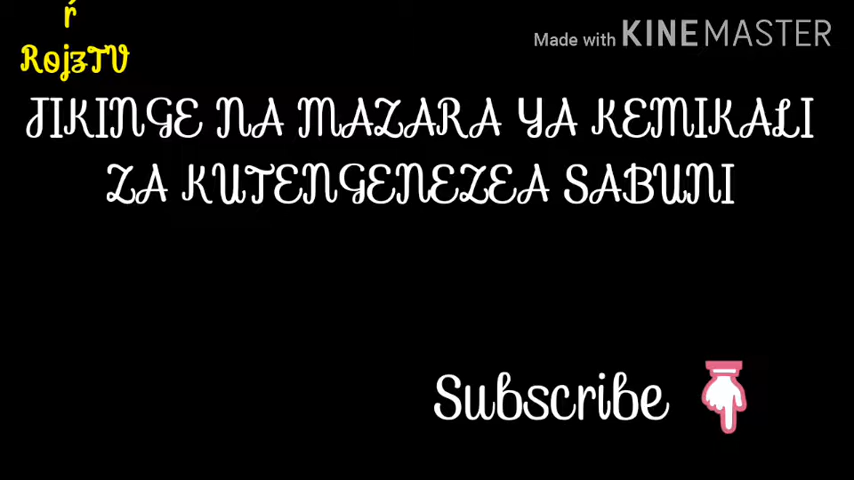 ŕ
RojzTV
Made with KINEMASTER
JIKINGE NA MAZARA YA KEMIKALI
ZA KUTENGENEZEA SABUNI
Subscribe